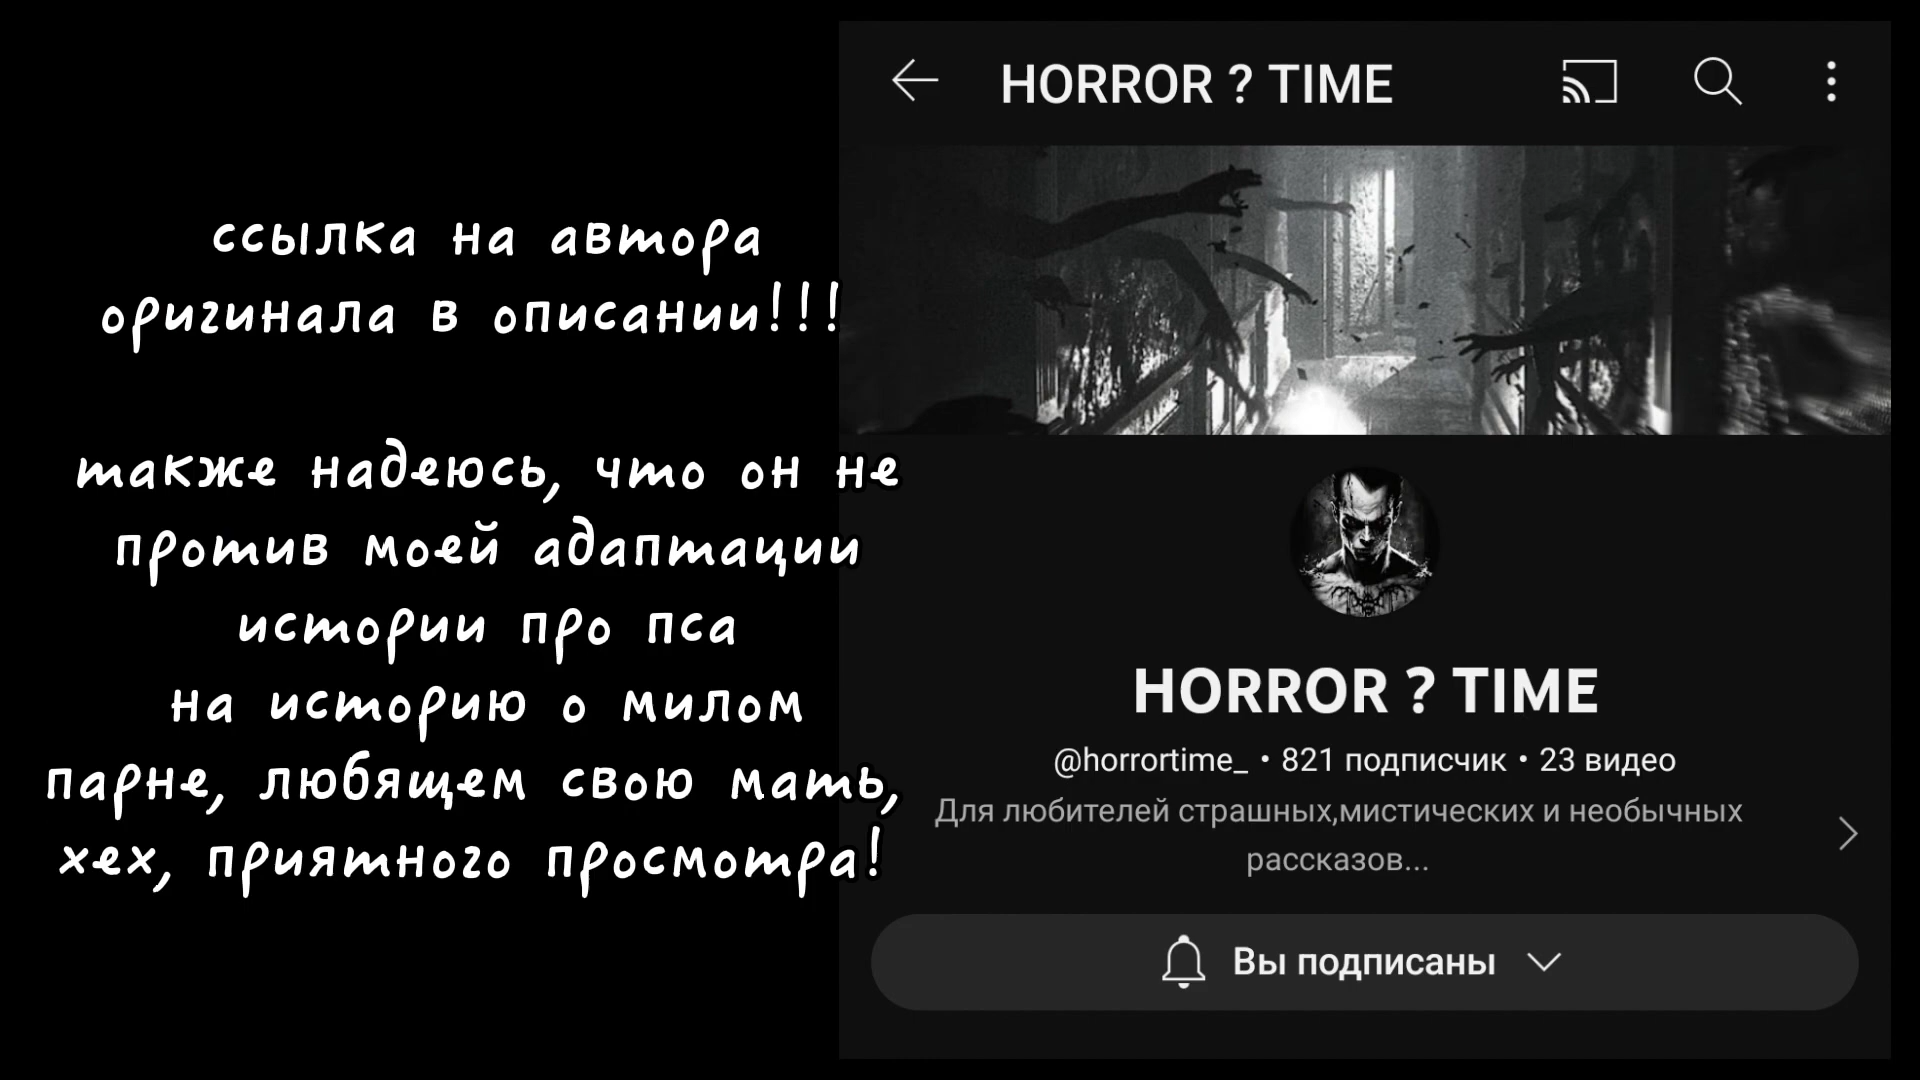 ссылка на автора
оригинала в описании!!!
также надеюсь, что он не
против моей адаптации
истории про пса
на историю о милом
парне, любящем свою мать,
хех, приятного просмотра!
HORROR ? TIME
HORROR ? TIME
@horrortime_ • 821 подписчик • 23 видео
Для любителей страшных,мистических и необычных
рассказов...
Вы подписаны